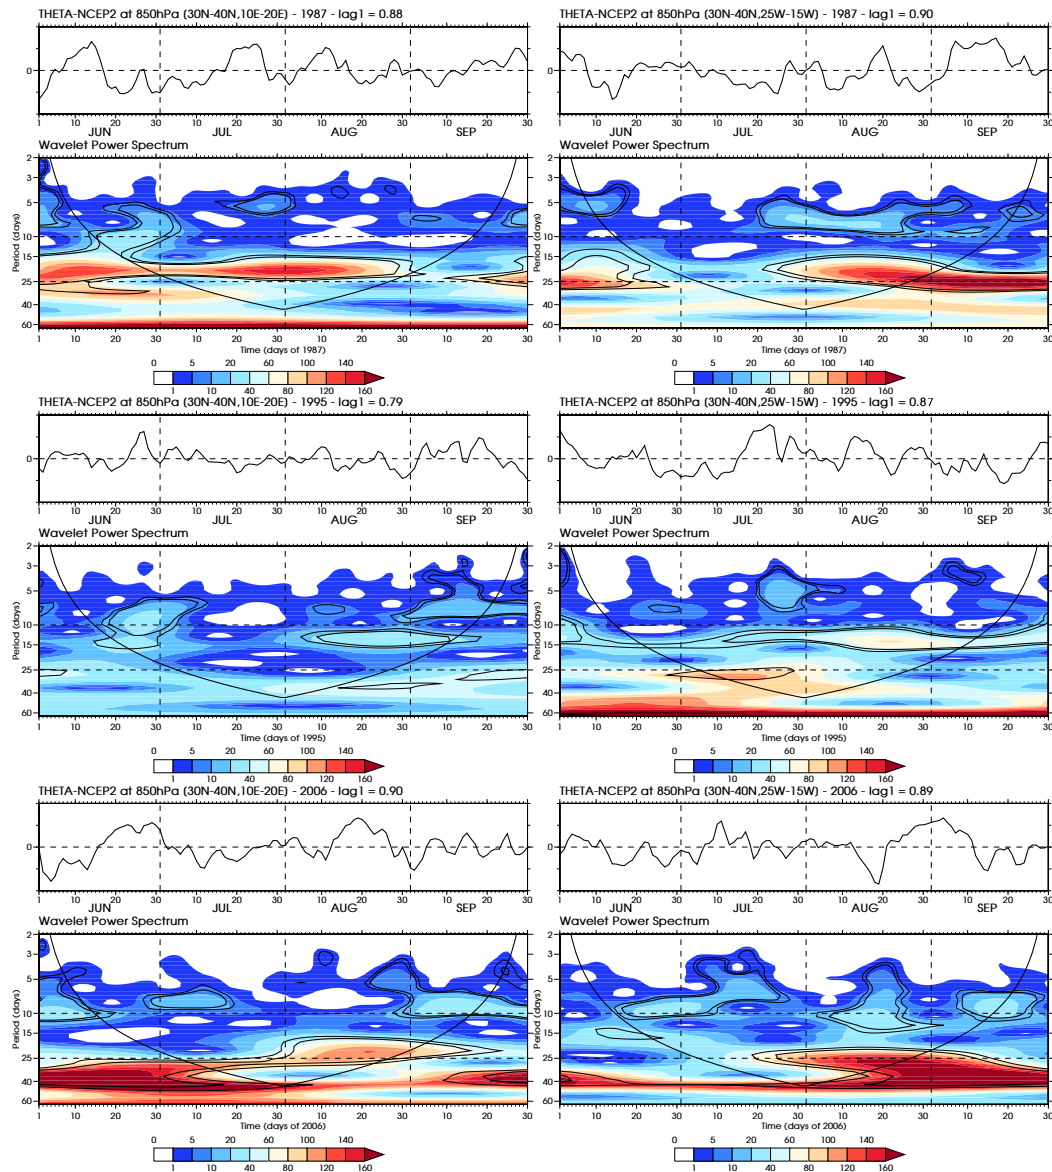 THETA-NCEP2 at 850hPa (30N-40N,10E-20E) - 1987 - lag1 = 0.88
0
1 10 20 30 10 20 30 10 20 30 10 20 30
JUN JUL AUG SEP
Wavelet Power Spectrum
Period (days)
2
3
5
10
15
25
40
60
1 10 20 30 10 20 30 10 20 30 10 20 30
Time (days of 1987)
0 5 20 60 100 140
1 10 40 80 120 160
THETA-NCEP2 at 850hPa (30N-40N,25W-15W) - 1987 - lag1 = 0.90
0
1 10 20 30 10 20 30 10 20 30 10 20 30
JUN JUL AUG SEP
Wavelet Power Spectrum
Period (days)
2
3
5
10
15
25
40
60
1 10 20 30 10 20 30 10 20 30 10 20 30
Time (days of 1987)
0 5 20 60 100 140
1 10 40 80 120 160
THETA-NCEP2 at 850hPa (30N-40N,10E-20E) - 1995 - lag1 = 0.79
0
1 10 20 30 10 20 30 10 20 30 10 20 30
JUN JUL AUG SEP
Wavelet Power Spectrum
Period (days)
2
3
5
10
15
25
40
60
1 10 20 30 10 20 30 10 20 30 10 20 30
Time (days of 1995)
0 5 20 60 100 140
1 10 40 80 120 160
THETA-NCEP2 at 850hPa (30N-40N,25W-15W) - 1995 - lag1 = 0.87
0
1 10 20 30 10 20 30 10 20 30 10 20 30
JUN JUL AUG SEP
Wavelet Power Spectrum
Period (days)
2
3
5
10
15
25
40
60
1 10 20 30 10 20 30 10 20 30 10 20 30
Time (days of 1995)
0 5 20 60 100 140
1 10 40 80 120 160
THETA-NCEP2 at 850hPa (30N-40N,10E-20E) - 2006 - lag1 = 0.90
0
1 10 20 30 10 20 30 10 20 30 10 20 30
JUN JUL AUG SEP
Wavelet Power Spectrum
Period (days)
2
3
5
10
15
25
40
60
1 10 20 30 10 20 30 10 20 30 10 20 30
Time (days of 2006)
0 5 20 60 100 140
1 10 40 80 120 160
THETA-NCEP2 at 850hPa (30N-40N,25W-15W) - 2006 - lag1 = 0.89
0
1 10 20 30 10 20 30 10 20 30 10 20 30
JUN JUL AUG SEP
Wavelet Power Spectrum
Period (days)
2
3
5
10
15
25
40
60
1 10 20 30 10 20 30 10 20 30 10 20 30
Time (days of 2006)
0 5 20 60 100 140
1 10 40 80 120 160